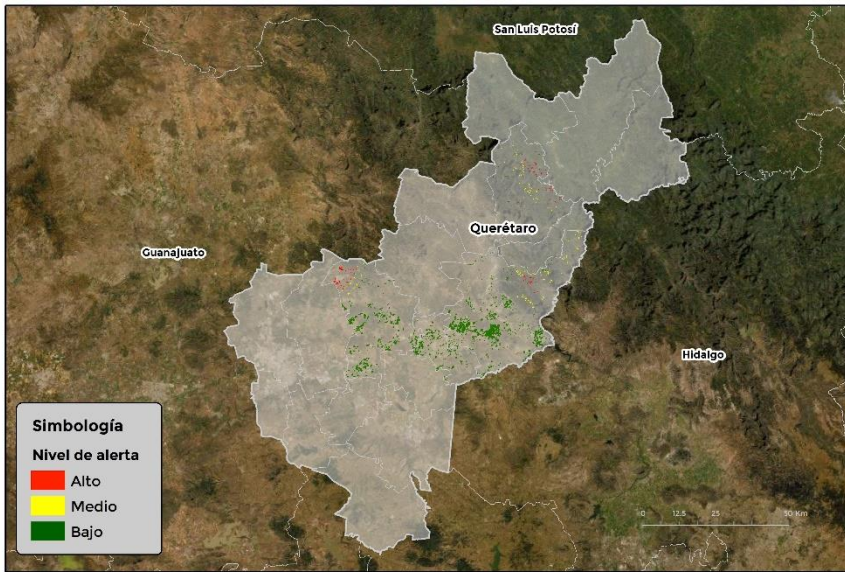 San Luis Potosí
Querétaro
Guanajuato
Hidalgo
Simbología
Nivel de alerta
Alto
Medio
Bajo
0 12.5 25 50 Km